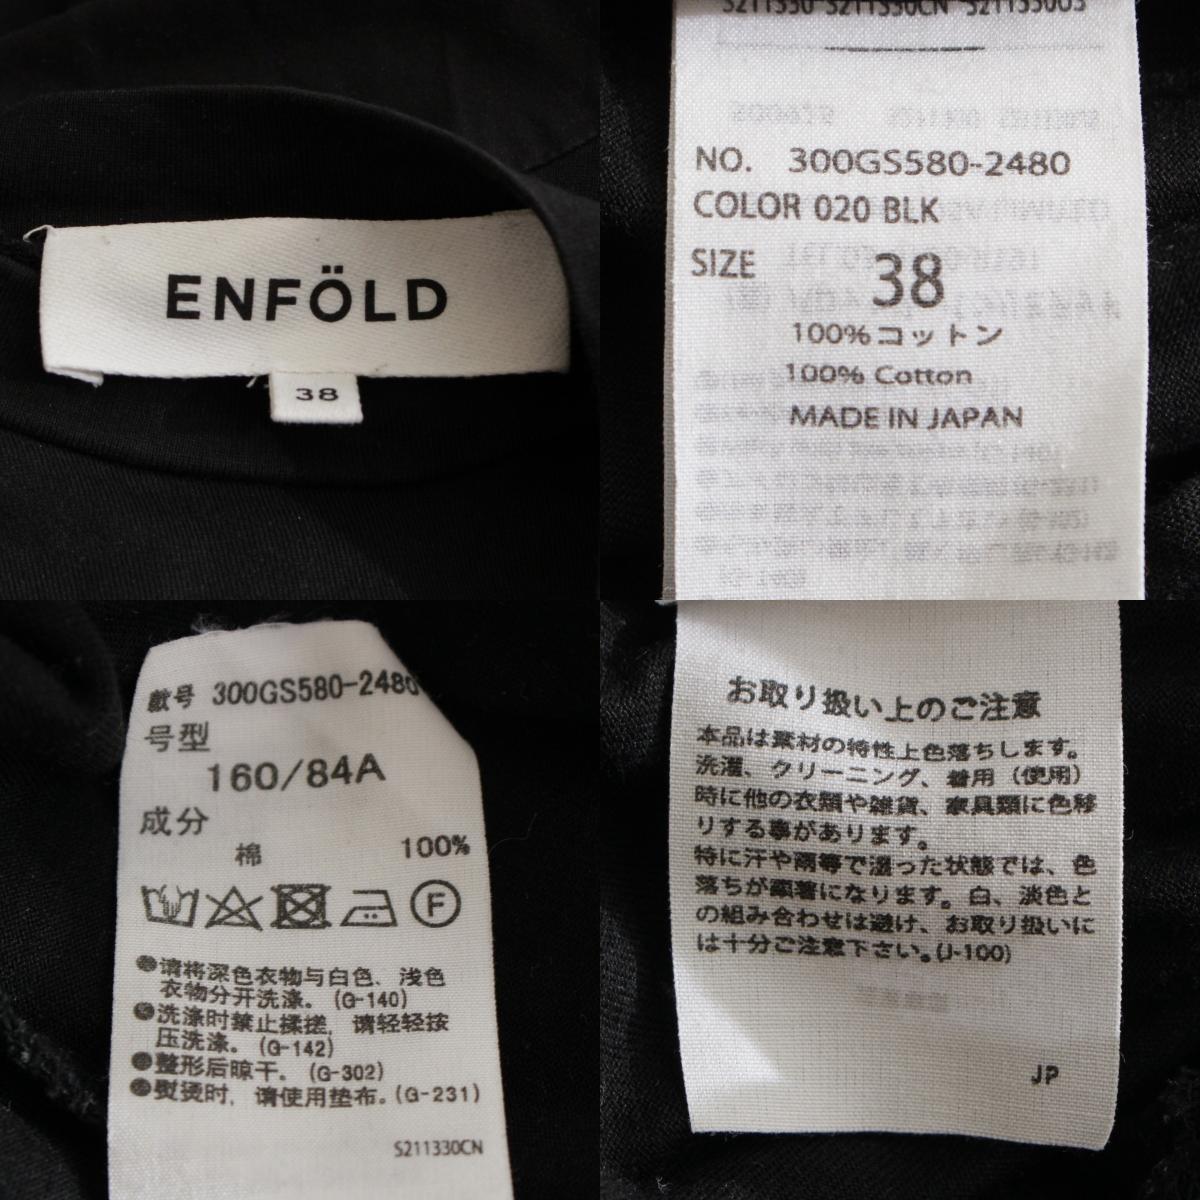 ENFÖLD
38
S211330 S211330CN S211330OS
NO. 300GS580-2480
COLOR 020 BLK
SIZE 38
100%コットン
100% Cotton
MADE IN JAPAN
款号 300GS580-2480
号型
160/84A
成分
棉 100%
F
●请将深色衣物与白色、浅色
衣物分开洗涤。(G-140)
●洗涤时禁止揉搓，请轻轻按
压洗涤。(G-142)
●整形后晾干。(G-302)
●熨烫时，请使用垫布。(G-231)
S211330CN
お取り扱い上のご注意
本品は素材の特性上色落ちします。
洗濯、クリーニング、着用（使用）
時に他の衣類や雑貨、家具類に色移
りする事があります。
特に汗や雨等で湿った状態では、色
落ちが顕著になります。白、淡色と
の組み合わせは避け、お取り扱いに
は十分ご注意下さい。(J-100)
JP